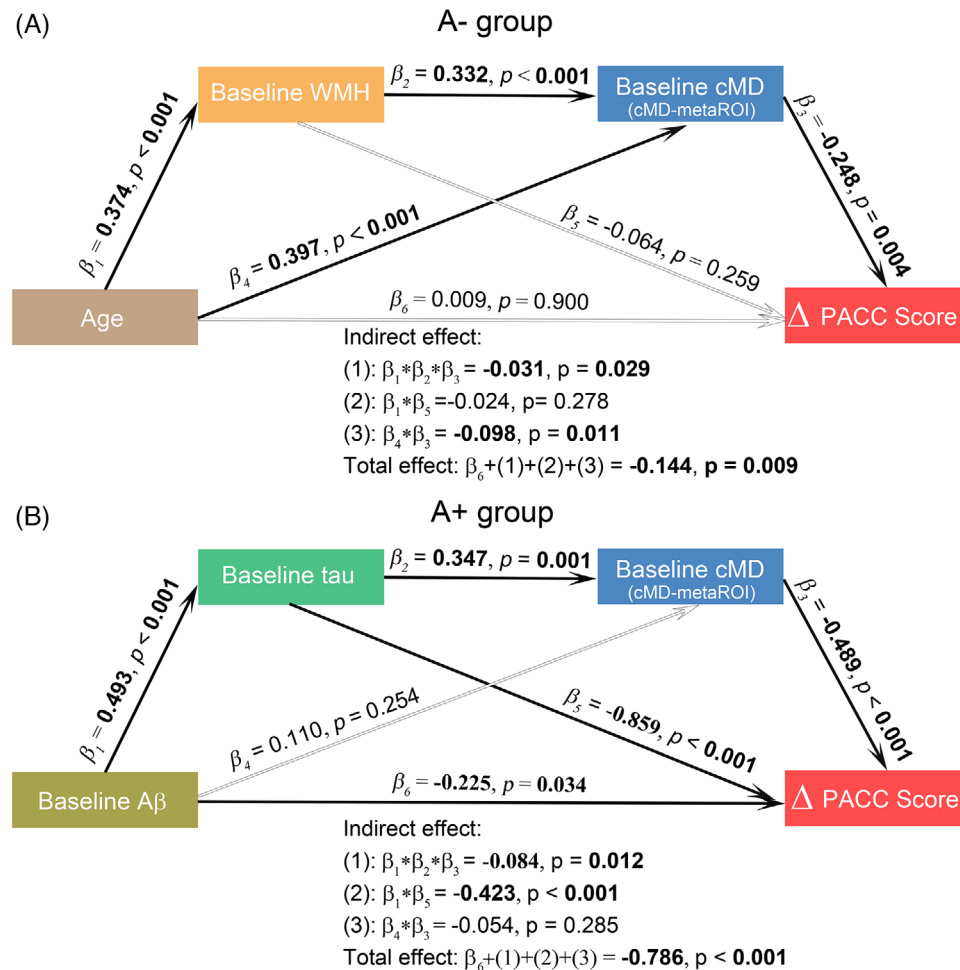 (A)
A- group
Baseline WMH
β₂ = 0.332, p < 0.001
Baseline cMD
(cMD-metaROI)
β₁ = 0.374, p < 0.001
β₃ = -0.248, p = 0.004
β₄ = 0.397, p < 0.001
β₅ = -0.064, p = 0.259
Age
β₆ = 0.009, p = 0.900
Δ PACC Score
Indirect effect:
(1): β₁*β₂*β₃ = -0.031, p = 0.029
(2): β₁*β₅ =-0.024, p= 0.278
(3): β₄*β₃ = -0.098, p = 0.011
Total effect: β₆+(1)+(2)+(3) = -0.144, p = 0.009
(B)
A+ group
Baseline tau
β₂ = 0.347, p = 0.001
Baseline cMD
(cMD-metaROI)
β₁ = 0.493, p < 0.001
β₃ = -0.489, p < 0.001
β₄ = 0.110, p = 0.254
β₅ = -0.859, p < 0.001
Baseline Aβ
β₆ = -0.225, p = 0.034
Δ PACC Score
Indirect effect:
(1): β₁*β₂*β₃ = -0.084, p = 0.012
(2): β₁*β₅ = -0.423, p < 0.001
(3): β₄*β₃ = -0.054, p = 0.285
Total effect: β₆+(1)+(2)+(3) = -0.786, p < 0.001